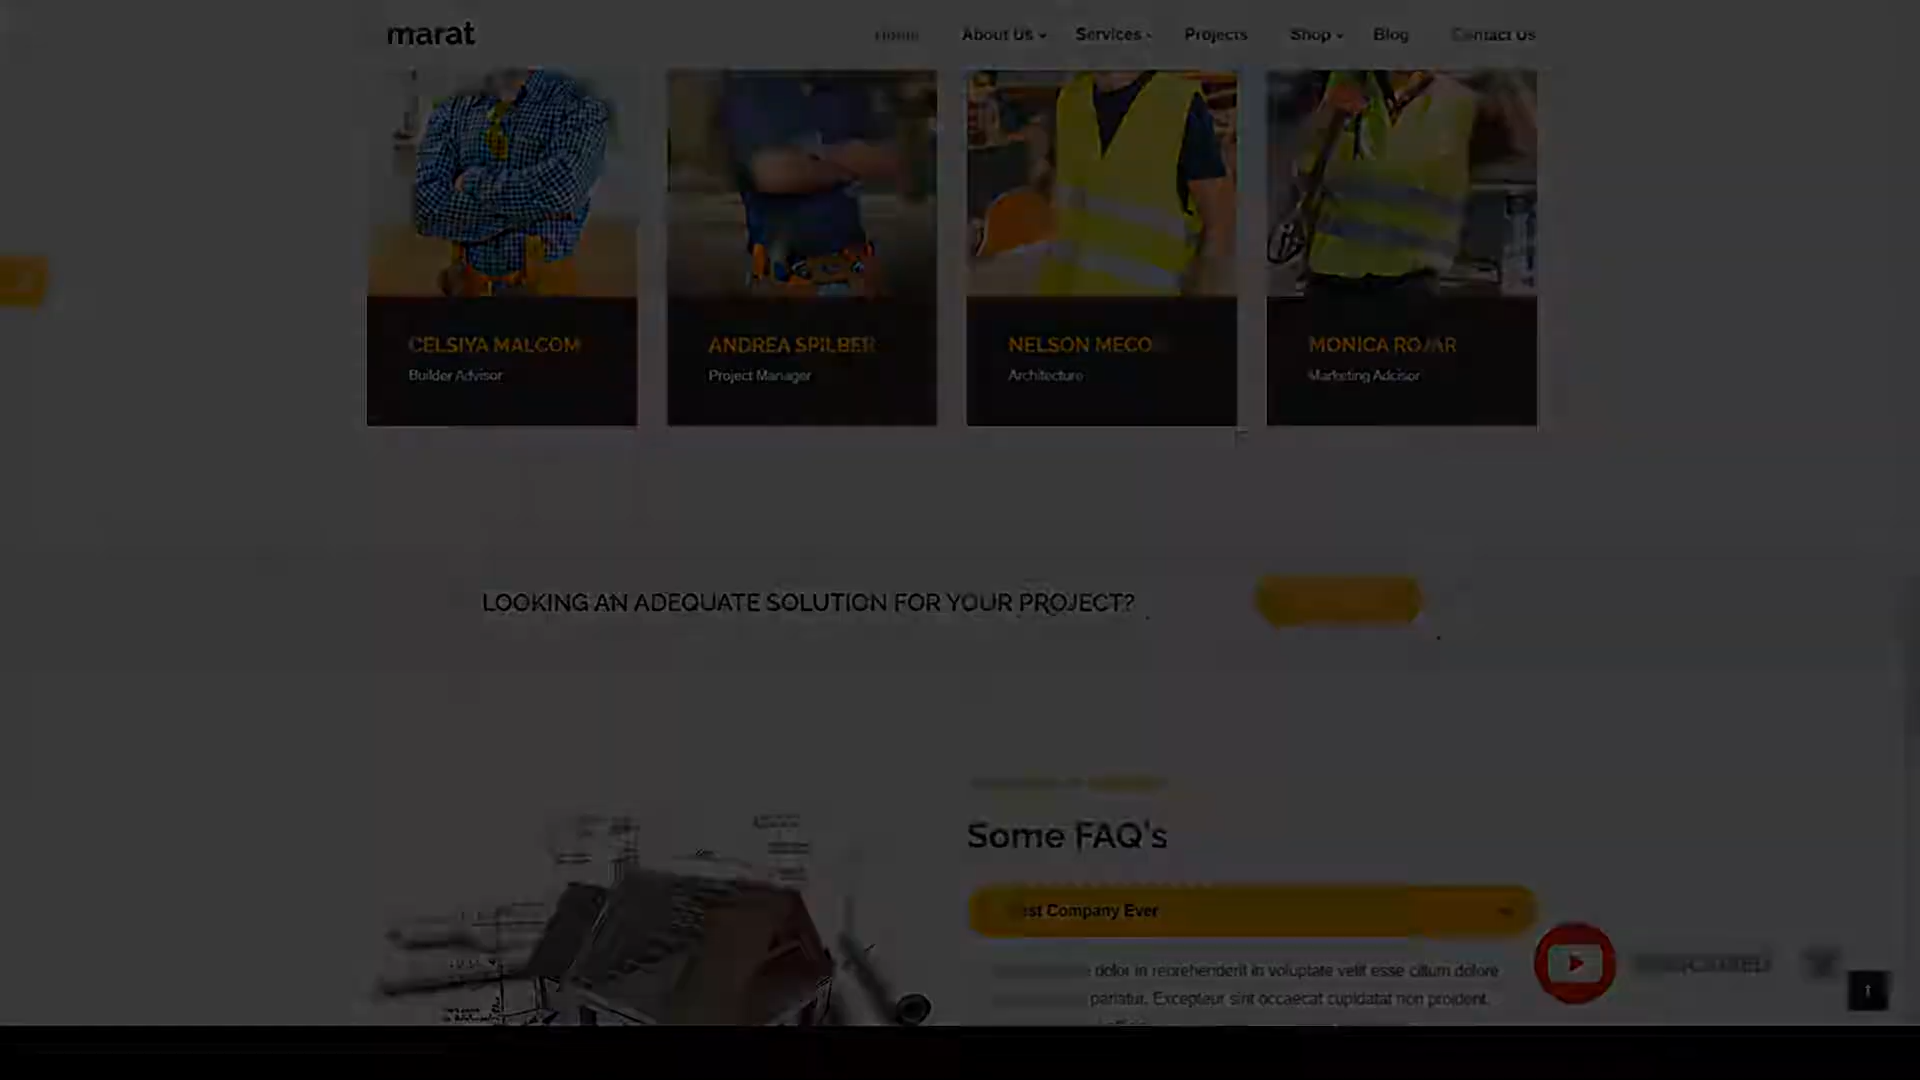 marat
Home About Us Services Projects Shop Blog Contact Us
CELSIYA MALCOM
Builder Advisor
ANDREA SPILBER
Project Manager
NELSON MECO
Architecture
MONICA ROJAR
Marketing Adcisor
LOOKING AN ADEQUATE SOLUTION FOR YOUR PROJECT?
Some FAQ's
Company Ever
dolor in reprehenderit in voluptate velit esse cillum dolore
pariatur. Excepteur sint occaecat cupidatat non proident,